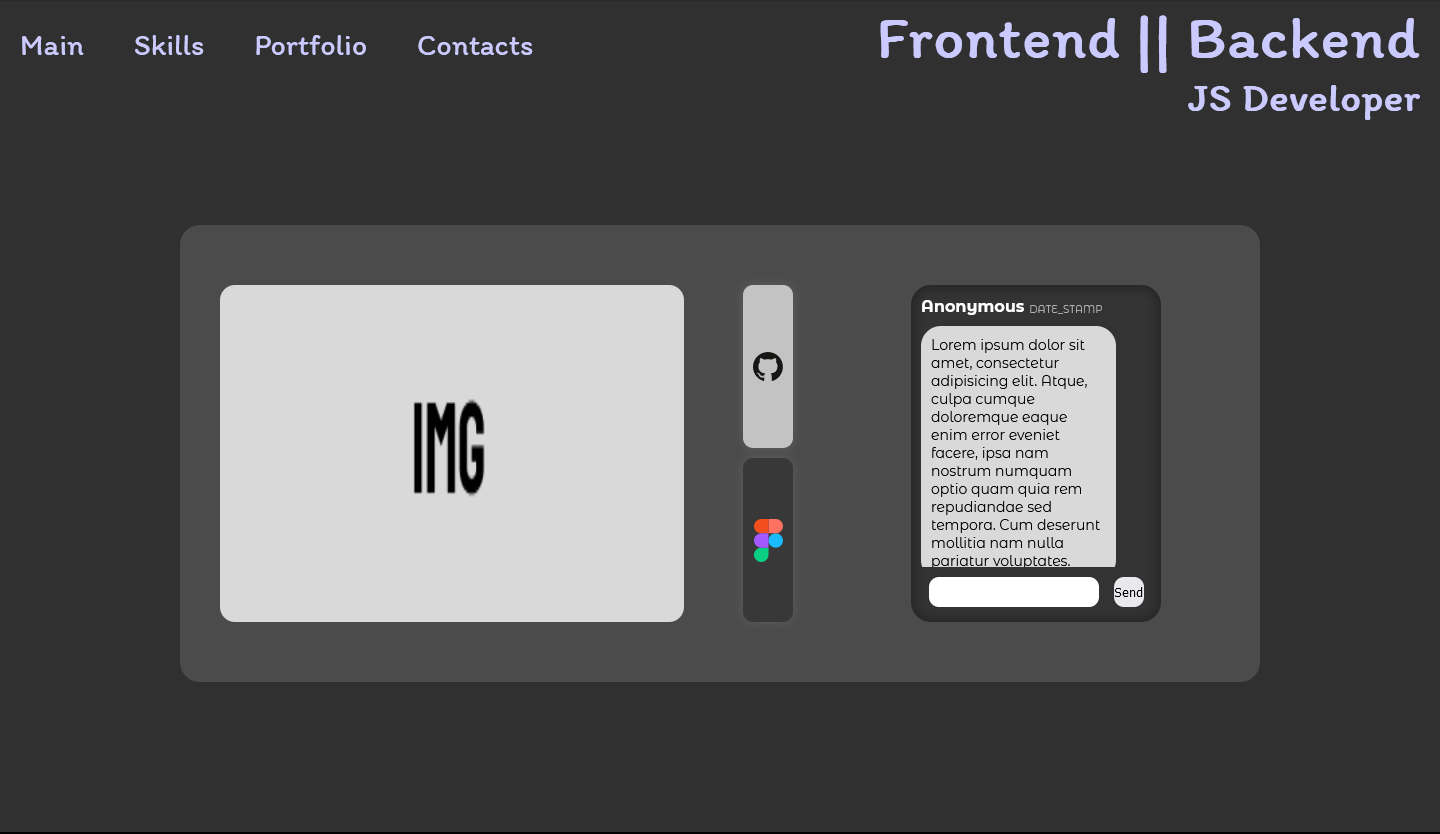 Main Skills Portfolio Contacts
Frontend || Backend
JS Developer
IMG
Anonymous DATE_STAMP
Lorem ipsum dolor sit
amet, consectetur
adipisicing elit. Atque,
culpa cumque
doloremque eaque
enim error eveniet
facere, ipsa nam
nostrum numquam
optio quam quia rem
repudiandae sed
tempora. Cum deserunt
mollitia nam nulla
pariatur voluptates.
Send